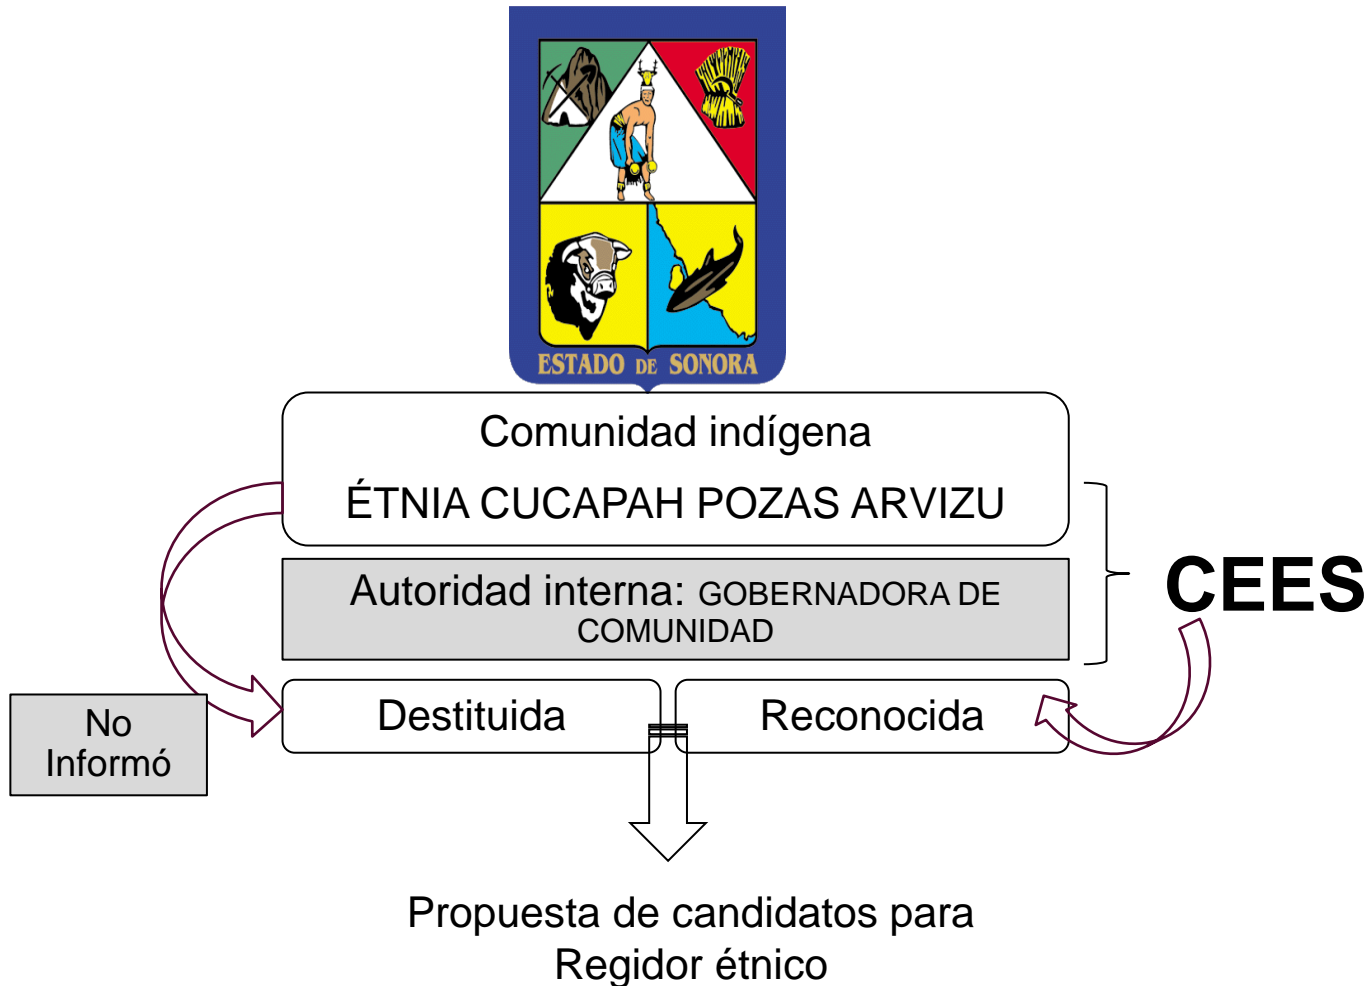 ESTADO DE SONORA
Comunidad indígena
ÉTNIA CUCAPAH POZAS ARVIZU
Autoridad interna: GOBERNADORA DE
COMUNIDAD
CEES
No
Informó
Destituida
Reconocida
Propuesta de candidatos para
Regidor étnico